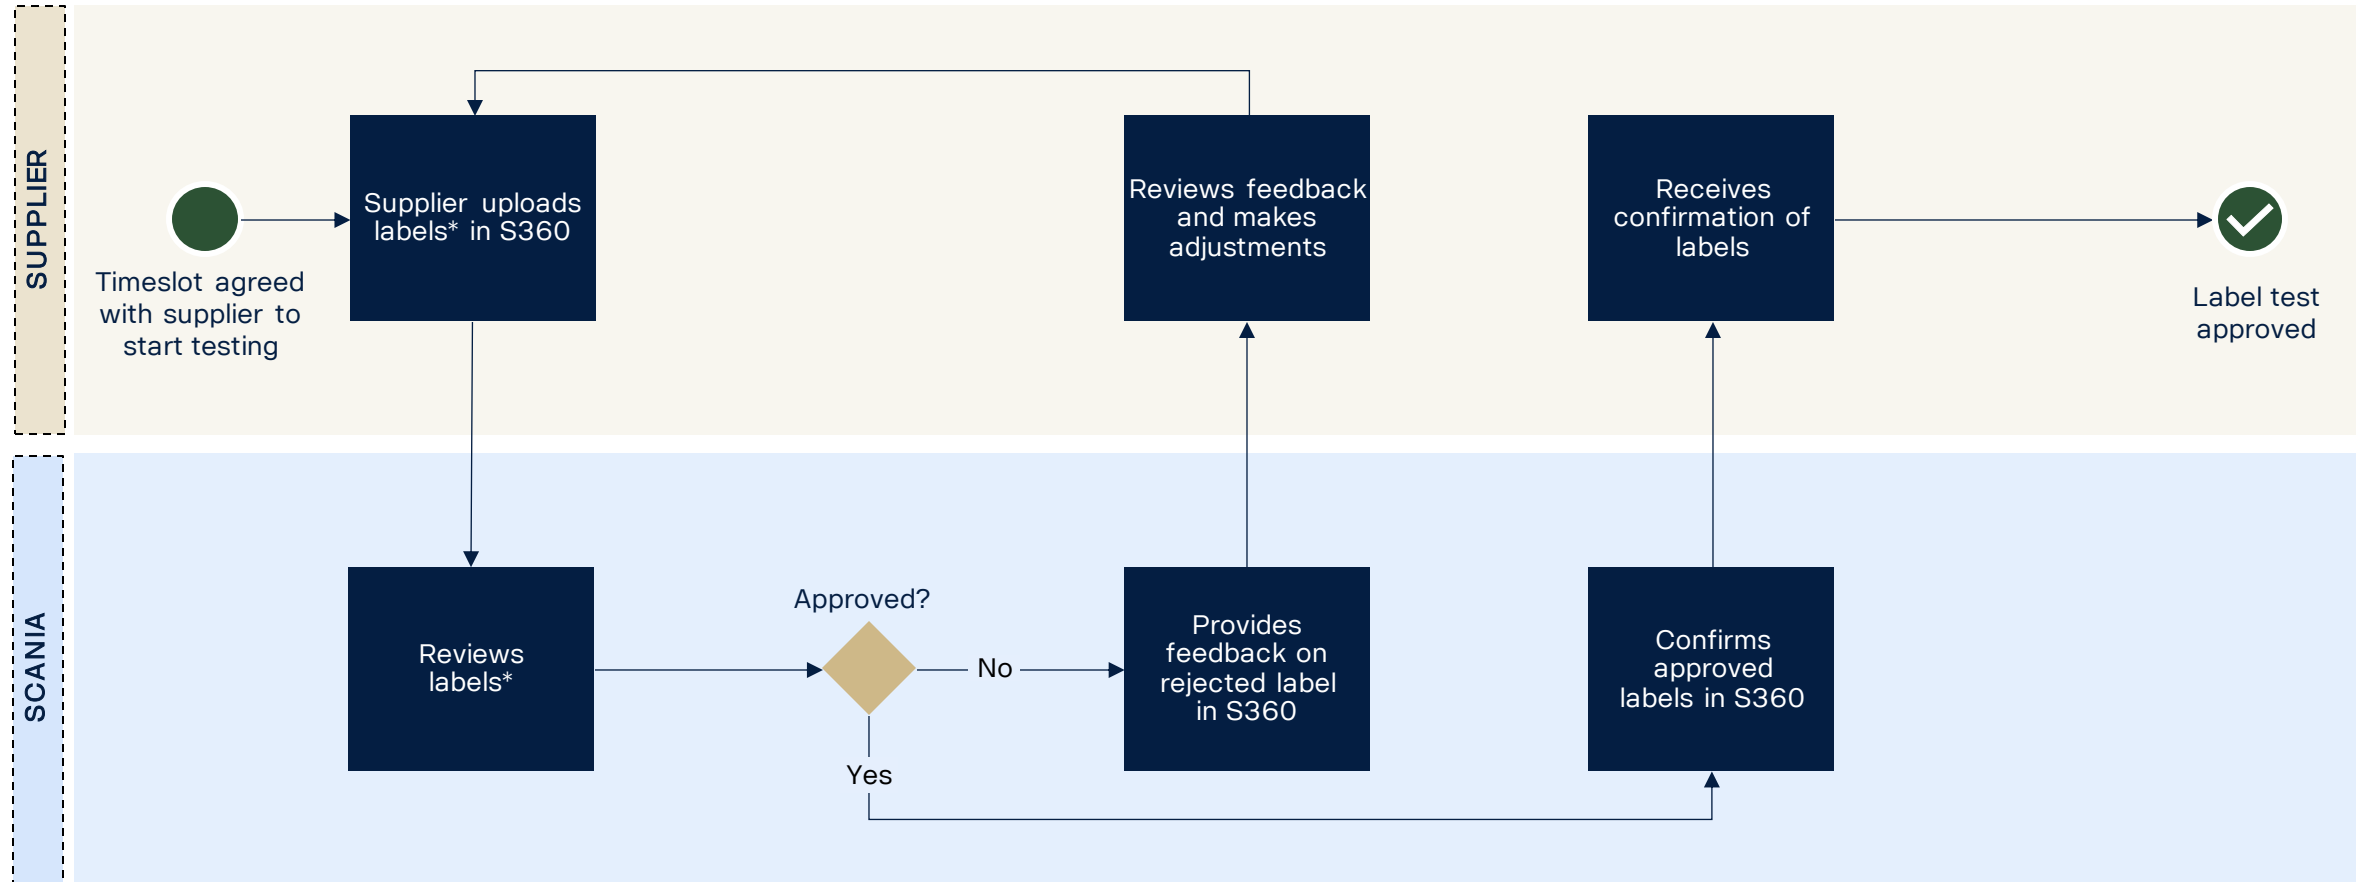 SUPPLIER
Timeslot agreed
with supplier to
start testing
Supplier uploads
labels* in S360
Reviews feedback
and makes
adjustments
Receives
confirmation of
labels
Label test
approved
SCANIA
Reviews
labels*
Approved?
No
Yes
Provides
feedback on
rejected label
in S360
Confirms
approved
labels in S360